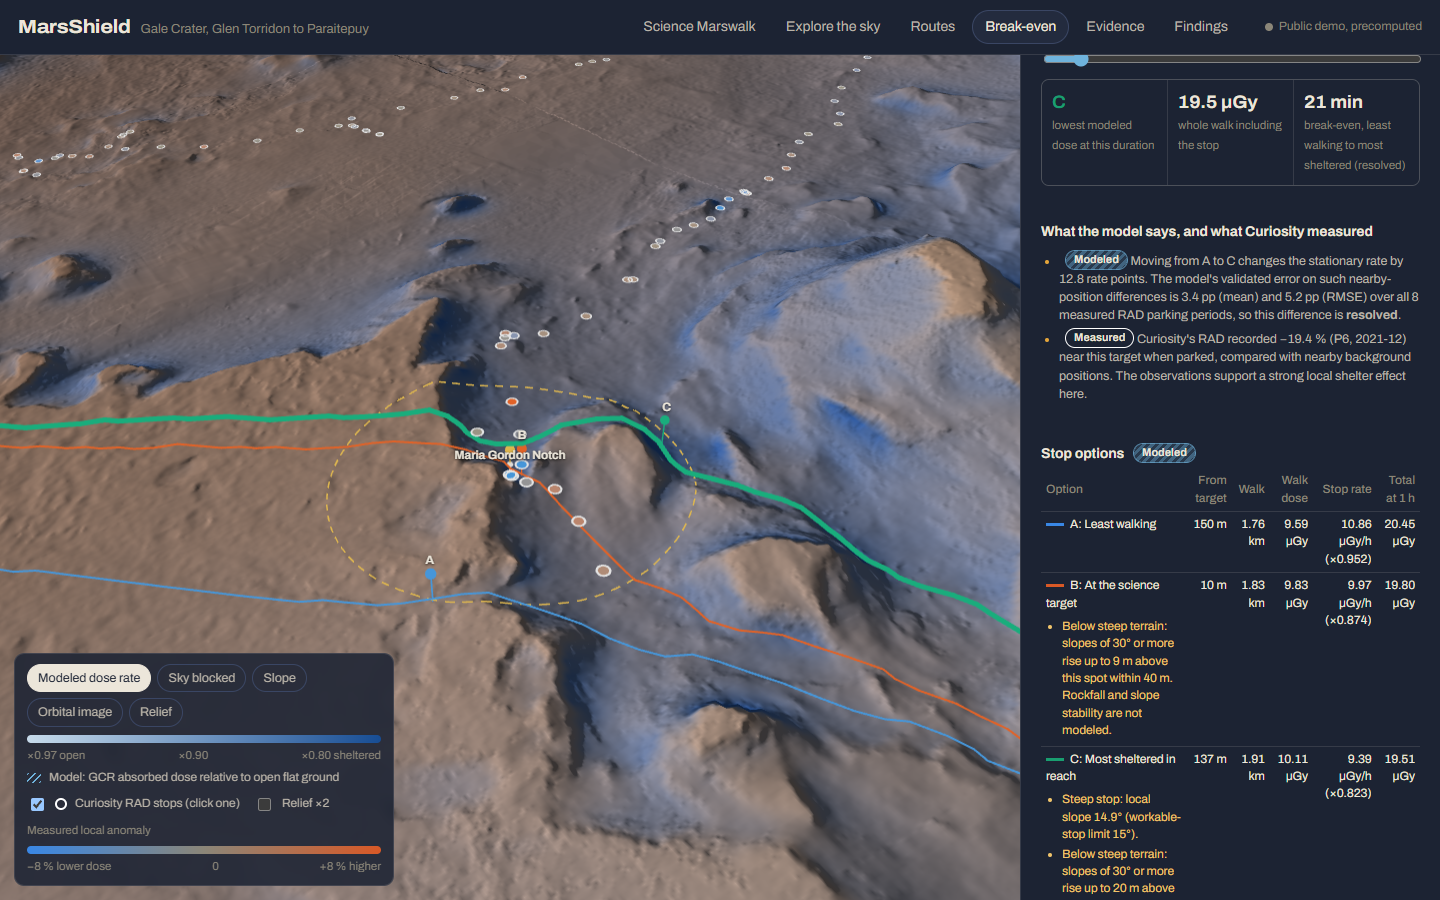 MarsShield Gale Crater, Glen Torridon to Paraitepuy
Science Marswalk Explore the sky Routes Break-even Evidence Findings Public demo, precomputed
C
lowest modeled
dose at this duration
19.5 µGy
whole walk including
the stop
21 min
break-even, least
walking to most
sheltered (resolved)
What the model says, and what Curiosity measured
Modeled Moving from A to C changes the stationary rate by
12.8 rate points. The model's validated error on such nearby-
position differences is 3.4 pp (mean) and 5.2 pp (RMSE) over all 8
measured RAD parking periods, so this difference is resolved.
Measured Curiosity's RAD recorded −19.4 % (P6, 2021-12)
near this target when parked, compared with nearby background
positions. The observations support a strong local shelter effect
here.
Stop options Modeled
Option From target Walk Walk dose Stop rate Total at 1 h
A: Least walking 150 m 1.76 km 9.59 µGy 10.86 µGy/h (×0.952) 20.45 µGy
B: At the science target 10 m 1.83 km 9.83 µGy 9.97 µGy/h (×0.874) 19.80 µGy
Below steep terrain:
slopes of 30° or more
rise up to 9 m above
this spot within 40 m.
Rockfall and slope
stability are not
modeled.
C: Most sheltered in reach 137 m 1.91 km 10.11 µGy 9.39 µGy/h (×0.823) 19.51 µGy
Steep stop: local
slope 14.9° (workable-
stop limit 15°).
Below steep terrain:
slopes of 30° or more
rise up to 20 m above
C
B
Maria Gordon Notch
A
Modeled dose rate Sky blocked Slope
Orbital image Relief
×0.97 open ×0.90 ×0.80 sheltered
Model: GCR absorbed dose relative to open flat ground
Curiosity RAD stops (click one) Relief ×2
Measured local anomaly
−8 % lower dose 0 +8 % higher